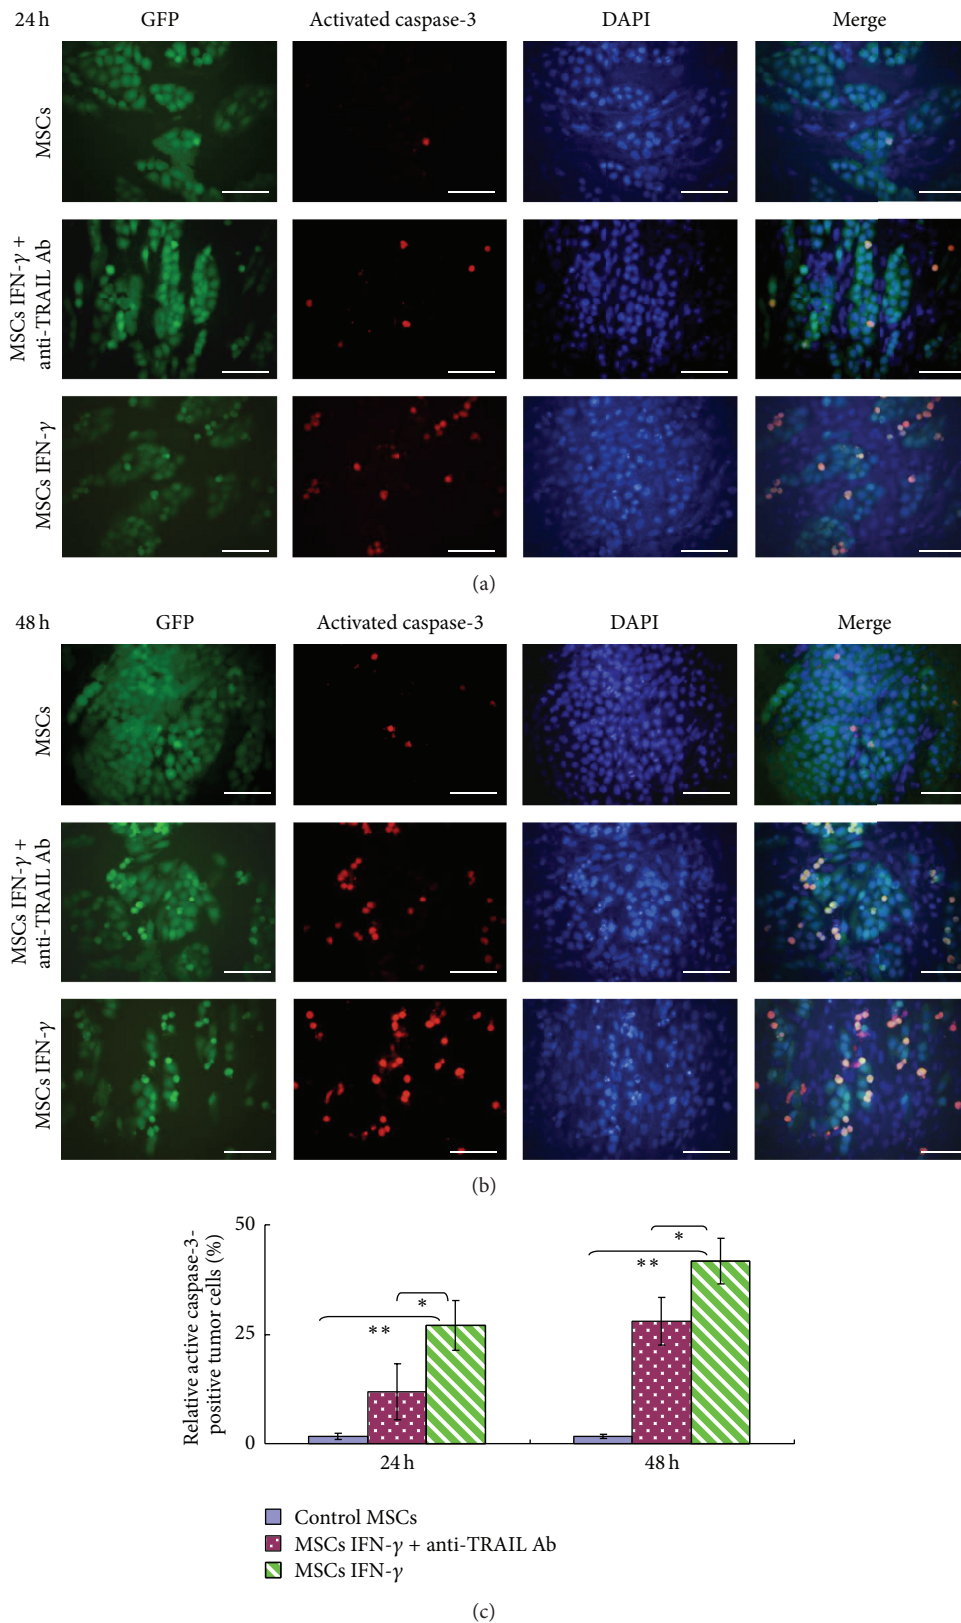 24 h GFP Activated caspase-3 DAPI Merge
MSCs
MSCs IFN-γ +
anti-TRAIL Ab
MSCs IFN-γ
(a)
48 h GFP Activated caspase-3 DAPI Merge
MSCs
MSCs IFN-γ +
anti-TRAIL Ab
MSCs IFN-γ
(b)
Relative active caspase-3-
positive tumor cells (%)
50
25
0
**
*
**
*
24 h
48 h
Control MSCs
MSCs IFN-γ + anti-TRAIL Ab
MSCs IFN-γ
(c)